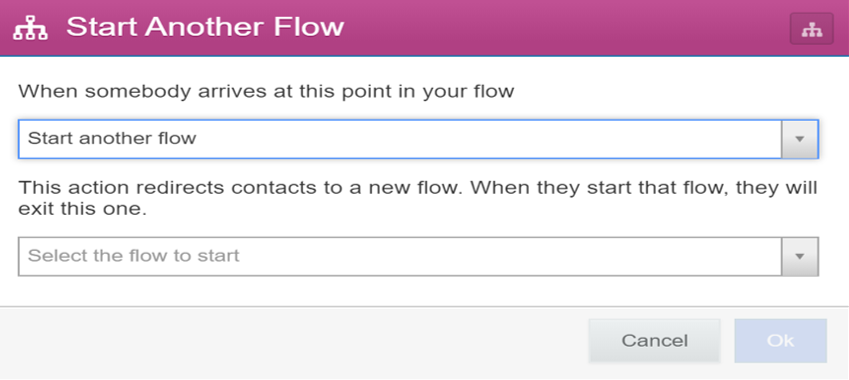 Start Another Flow
When somebody arrives at this point in your flow
Start another flow
This action redirects contacts to a new flow. When they start that flow, they will
exit this one.
Select the flow to start
Cancel
Ok